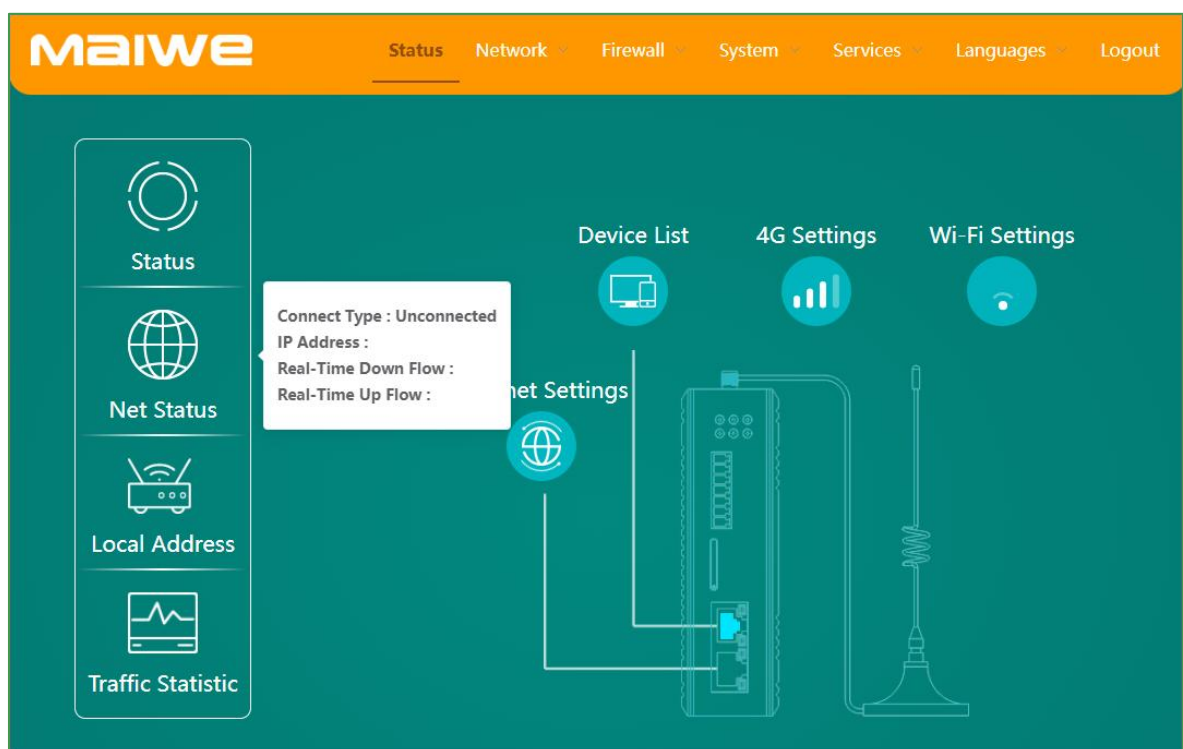 Maiwe
Status Network Firewall System Services Languages Logout
Status
Net Status
Local Address
Traffic Statistic
Connect Type : Unconnected
IP Address :
Real-Time Down Flow :
Real-Time Up Flow :
Device List 4G Settings Wi-Fi Settings
net Settings